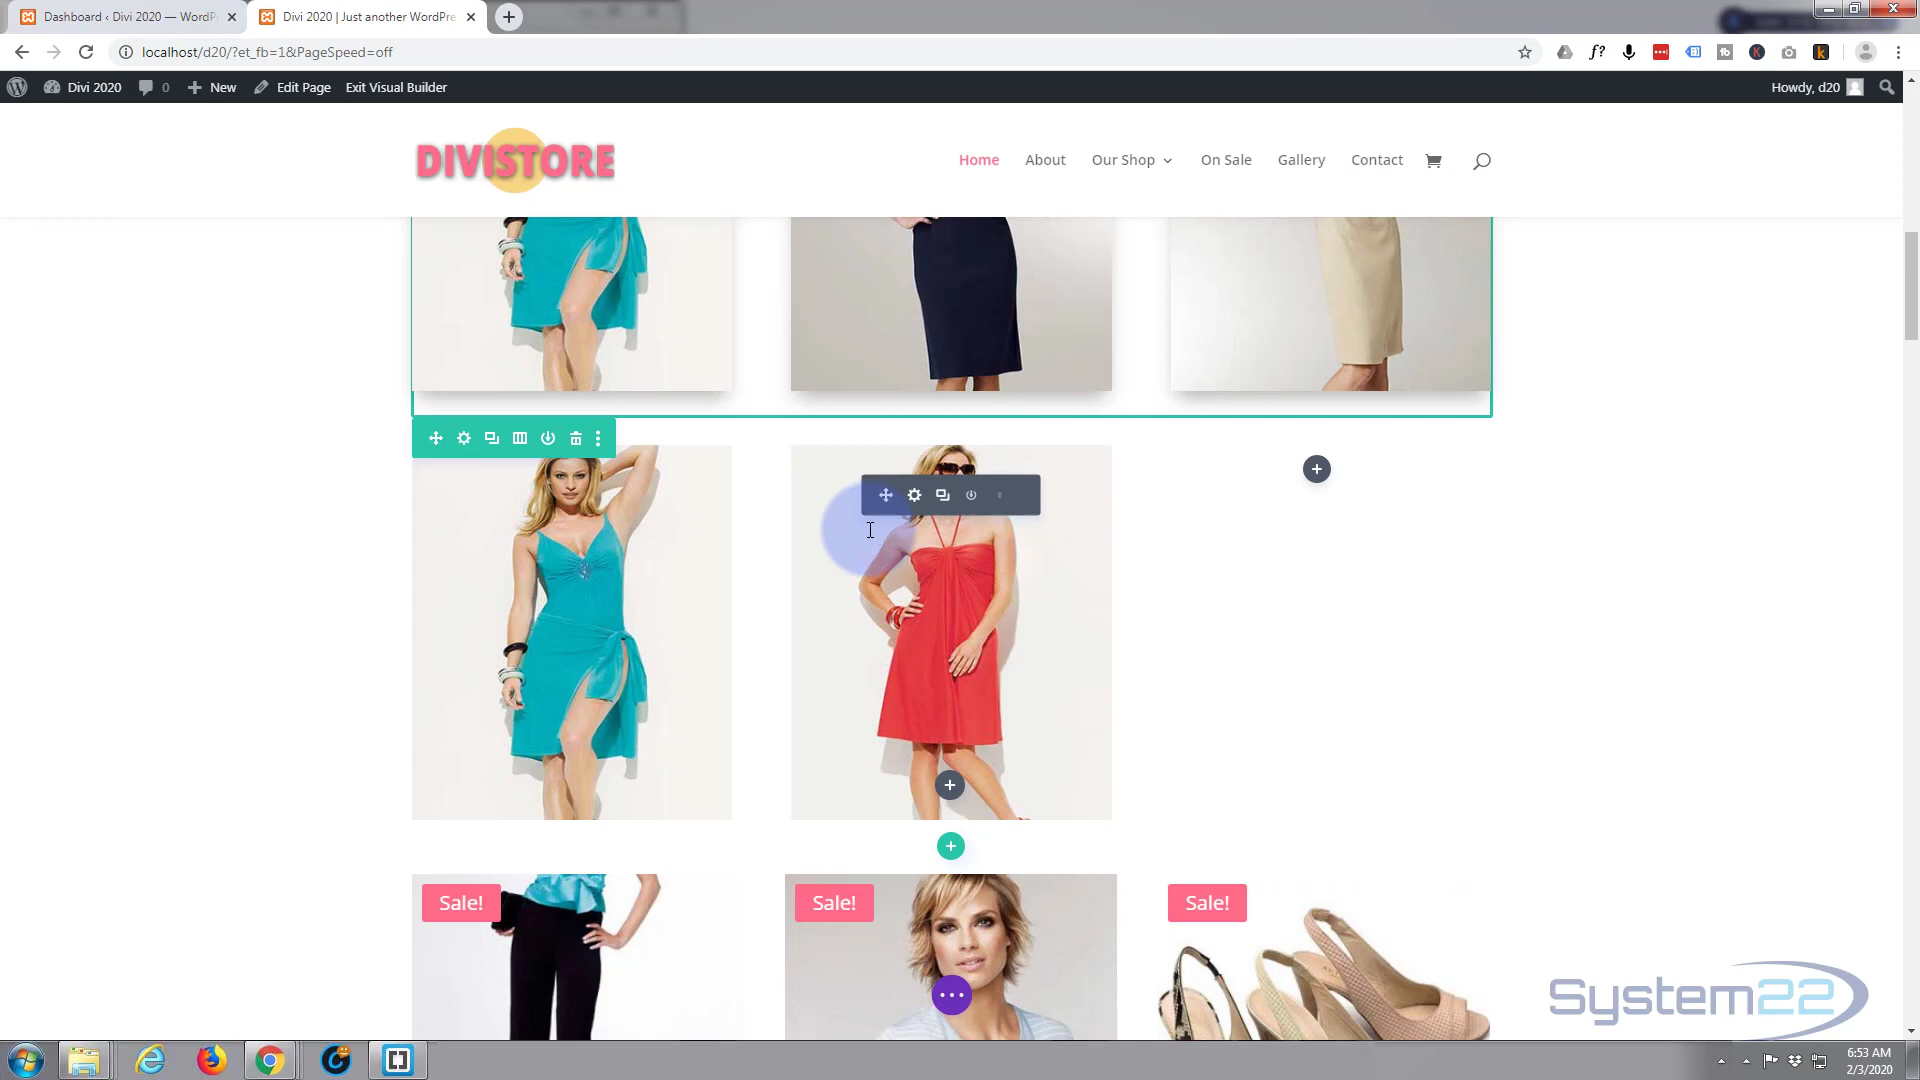 Dashboard ‹ Divi 2020 — WordP
Divi 2020 | Just another WordPre
localhost/d20/?et_fb=1&PageSpeed=off
f?
Divi 2020
0
New
Edit Page
Exit Visual Builder
Howdy, d20
DIVISTORE
Home
About
Our Shop
On Sale
Gallery
Contact
Sale!
Sale!
Sale!
System22
6:53 AM
2/3/2020